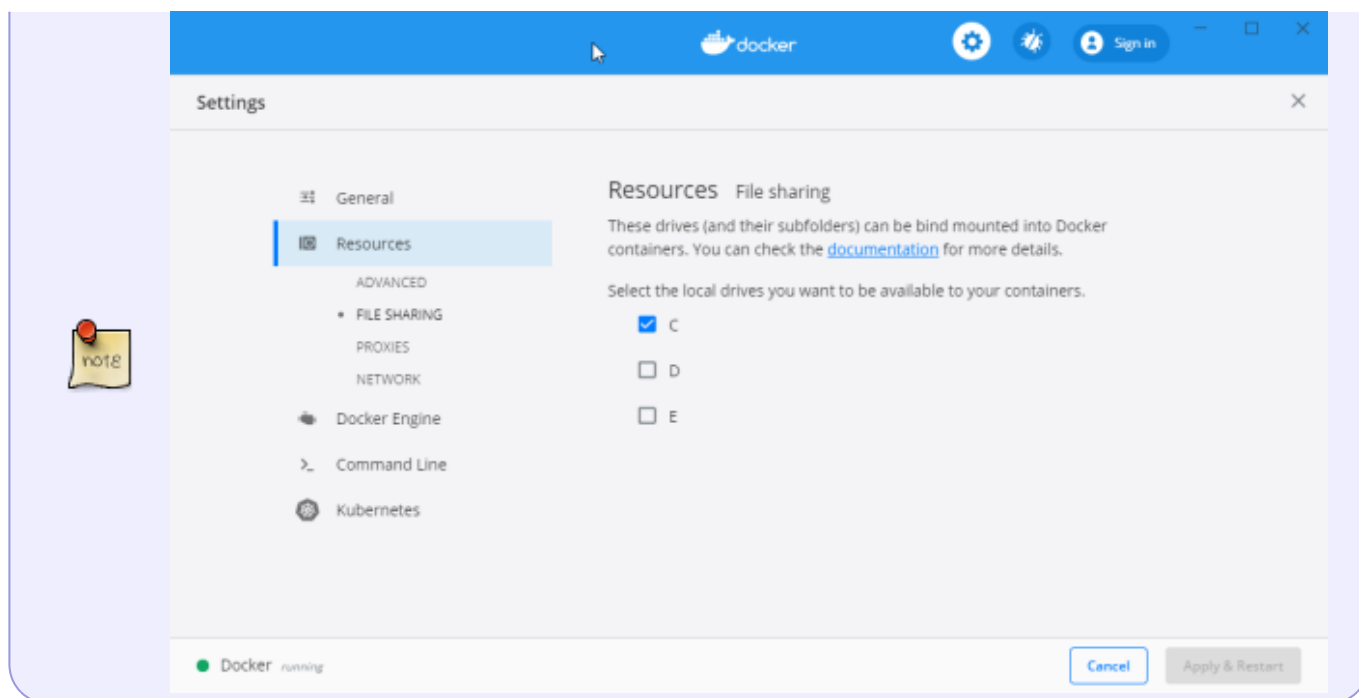 docker
Sign in
Settings
General
Resources
ADVANCED
FILE SHARING
PROXIES
NETWORK
Docker Engine
Command Line
Kubernetes
Resources File sharing
These drives (and their subfolders) can be bind mounted into Docker
containers. You can check the documentation for more details.
Select the local drives you want to be available to your containers.
C
D
E
note
Docker running
Cancel
Apply & Restart